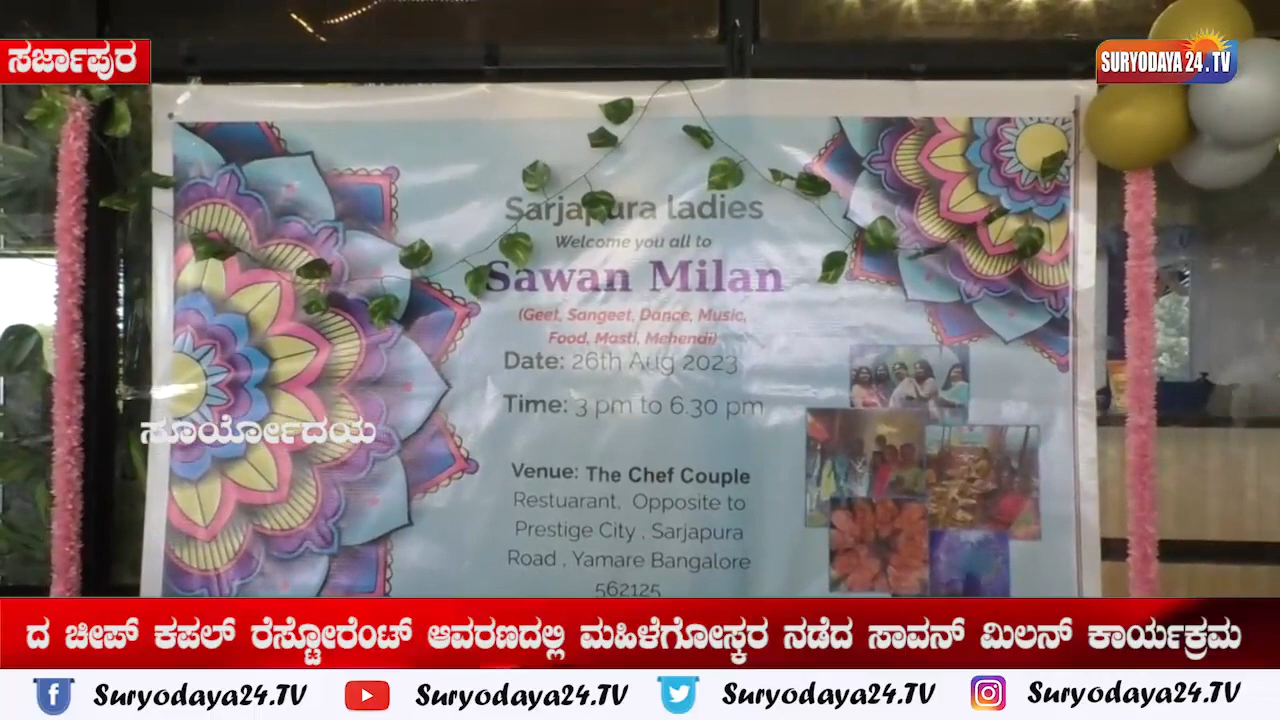 ಸರ್ಜಾಪುರ
SURYODAYA 24.TV
Sarjapura ladies
Welcome you all to
Sawan Milan
(Geet, Sangeet, Dance, Music,
Food, Masti, Mehendi)
Date: 26th Aug 2023
Time: 3 pm to 6.30 pm
ಸೂರ್ಯೋದಯ
Venue: The Chef Couple
Restuarant, Opposite to
Prestige City , Sarjapura
Road , Yamare Bangalore
562125
ದ ಚೀಪ್ ಕಪಲ್ ರೆಸ್ಟೋರೆಂಟ್ ಆವರಣದಲ್ಲಿ ಮಹಿಳೆಗೋಸ್ಕರ ನಡೆದ ಸಾವನ್ ಮಿಲನ್ ಕಾರ್ಯಕ್ರಮ
Suryodaya24.TV Suryodaya24.TV Suryodaya24.TV Suryodaya24.TV